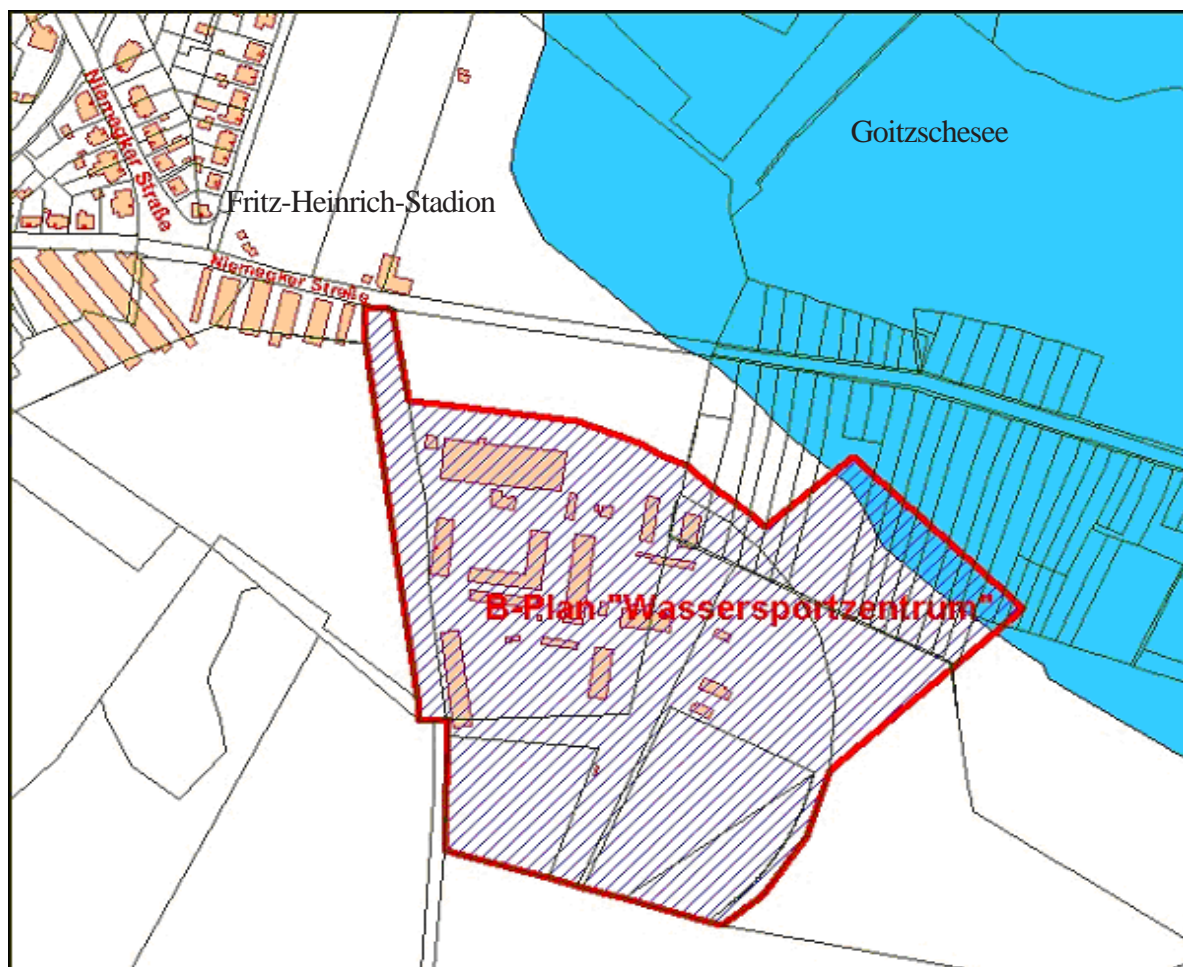 Goitzschesee
Niemegker Straße
Fritz-Heinrich-Stadion
Niemegker Straße
B-Plan "Wassersportzentrum"